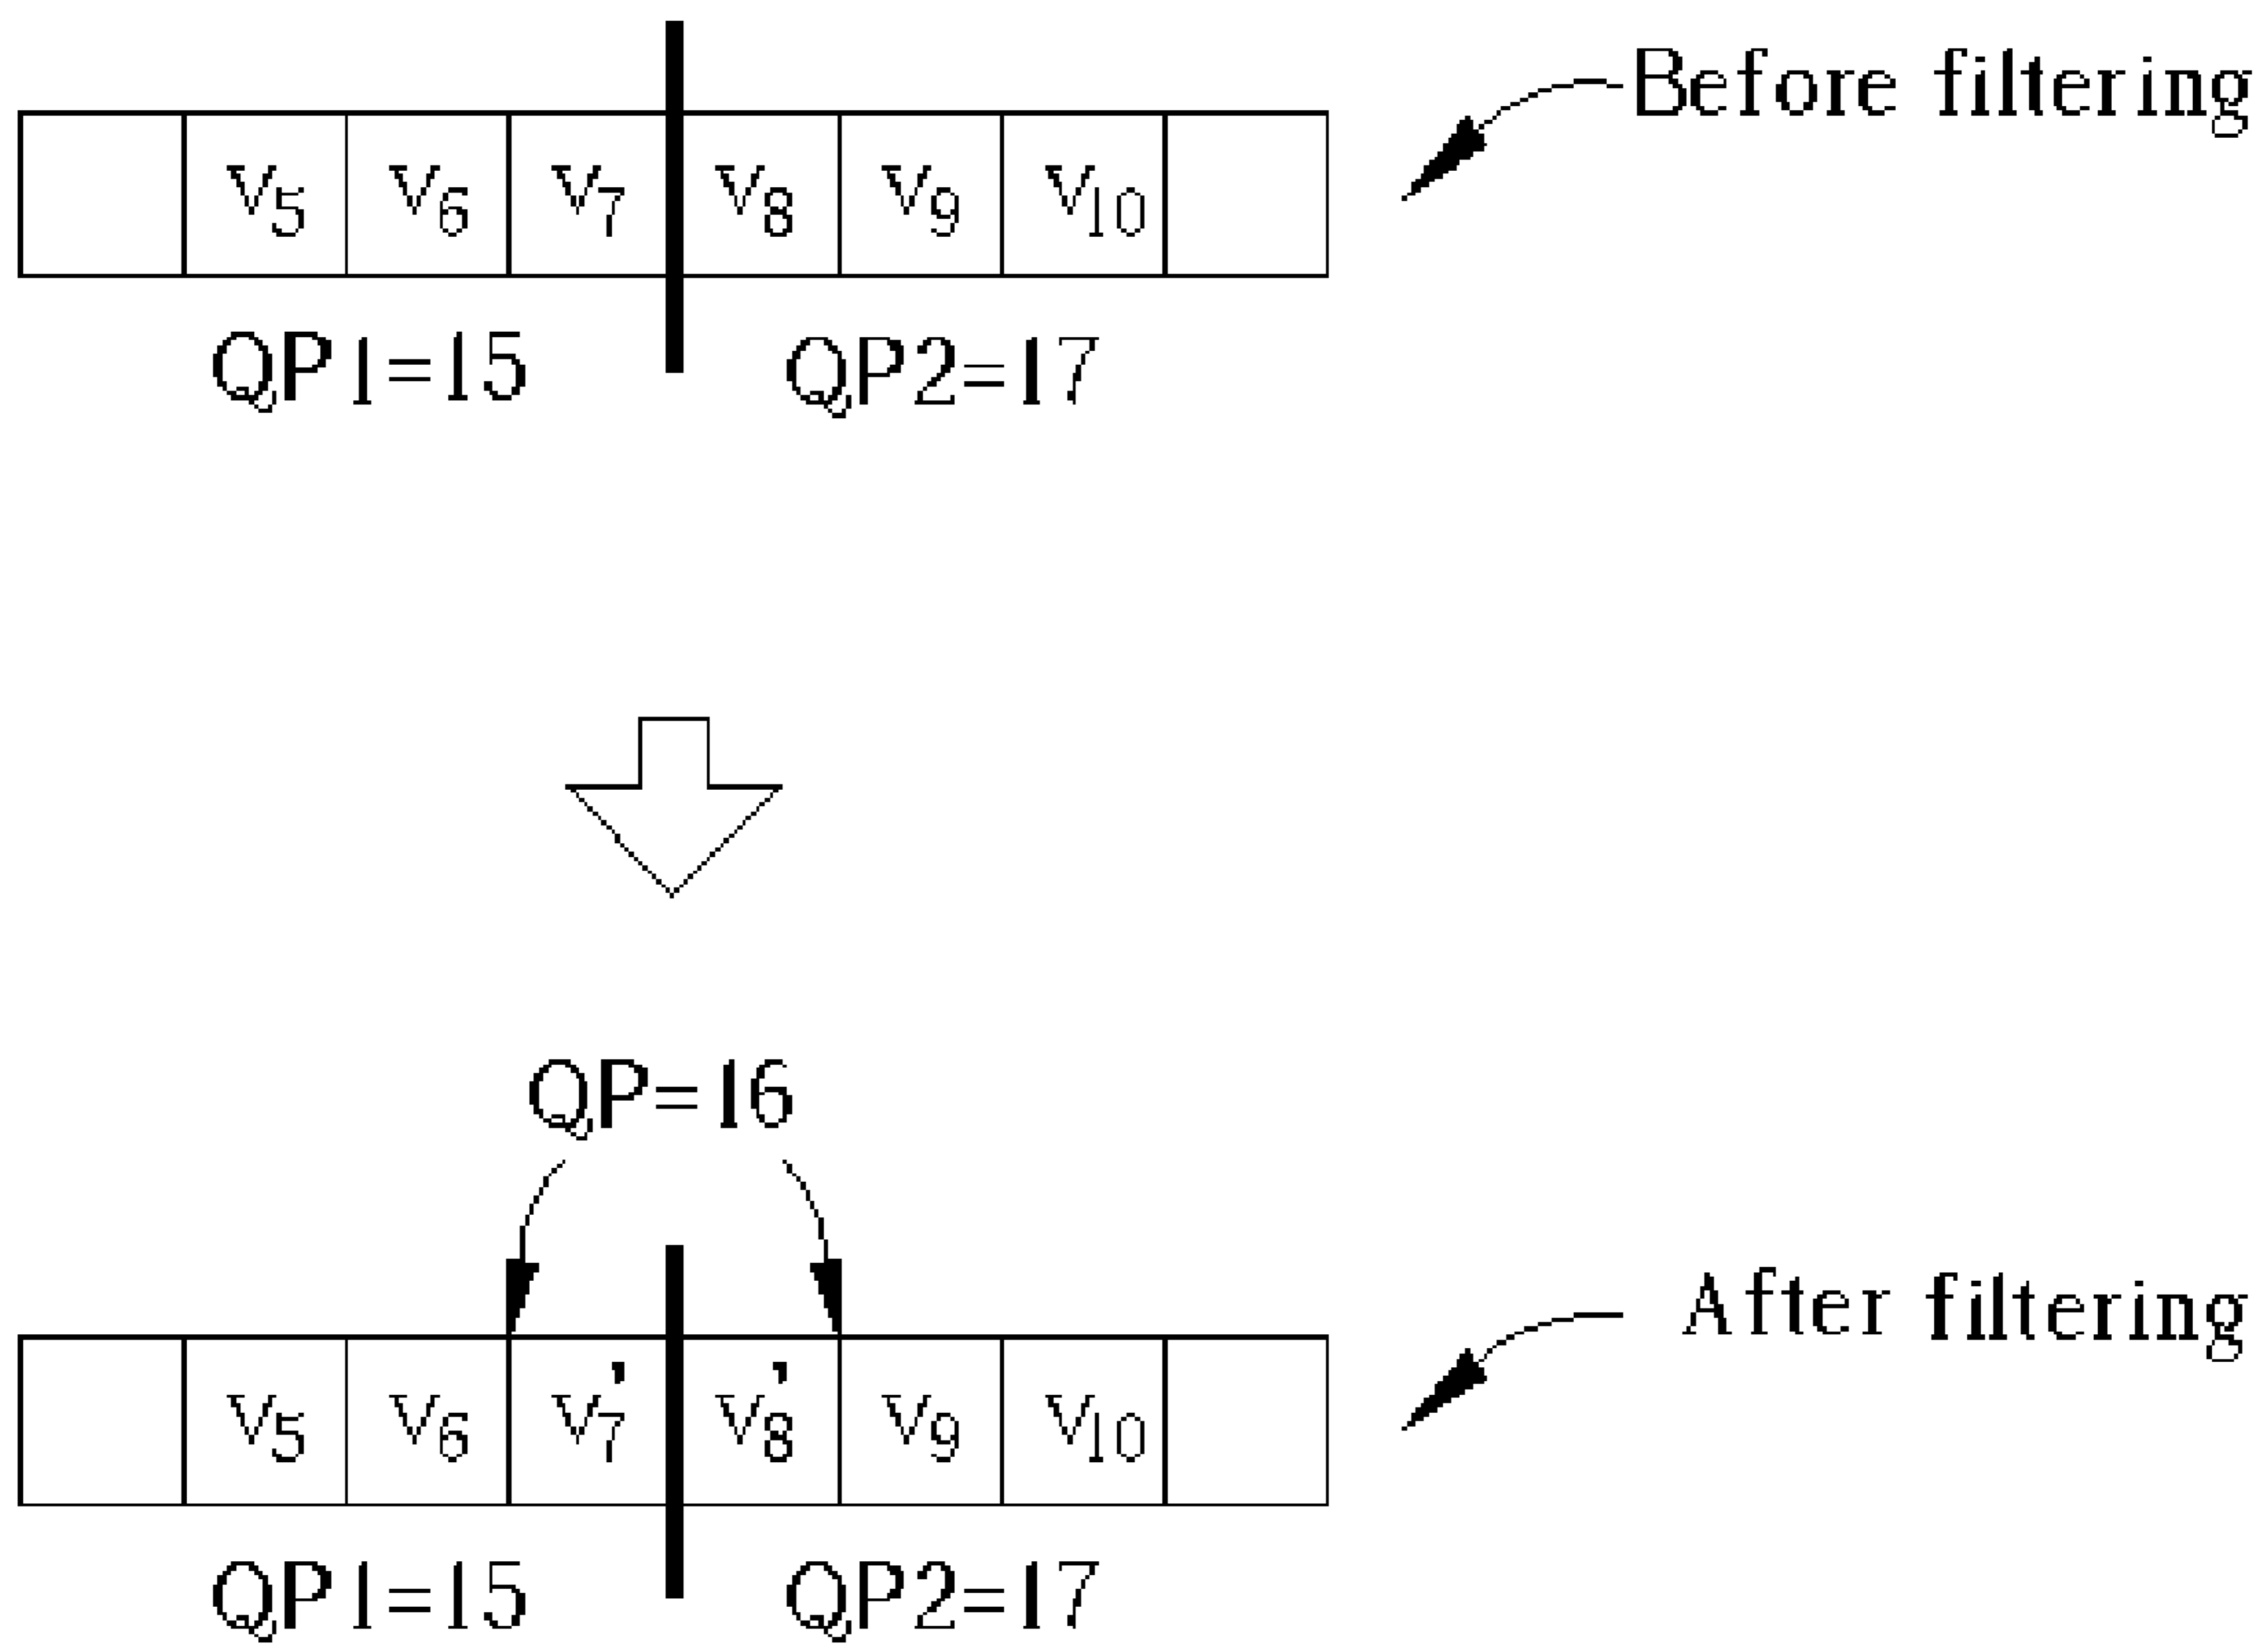 Before filtering
v5 v6 v7 v8 v9 v10
QP1=15 QP2=17
QP=16
After filtering
v5 v6 v7' v8' v9 v10
QP1=15 QP2=17